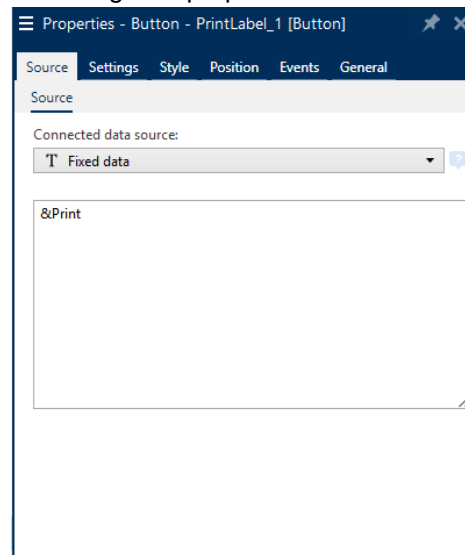 Properties - Button - PrintLabel_1 [Button]
Source Settings Style Position Events General
Source
Connected data source:
T Fixed data
?
&Print